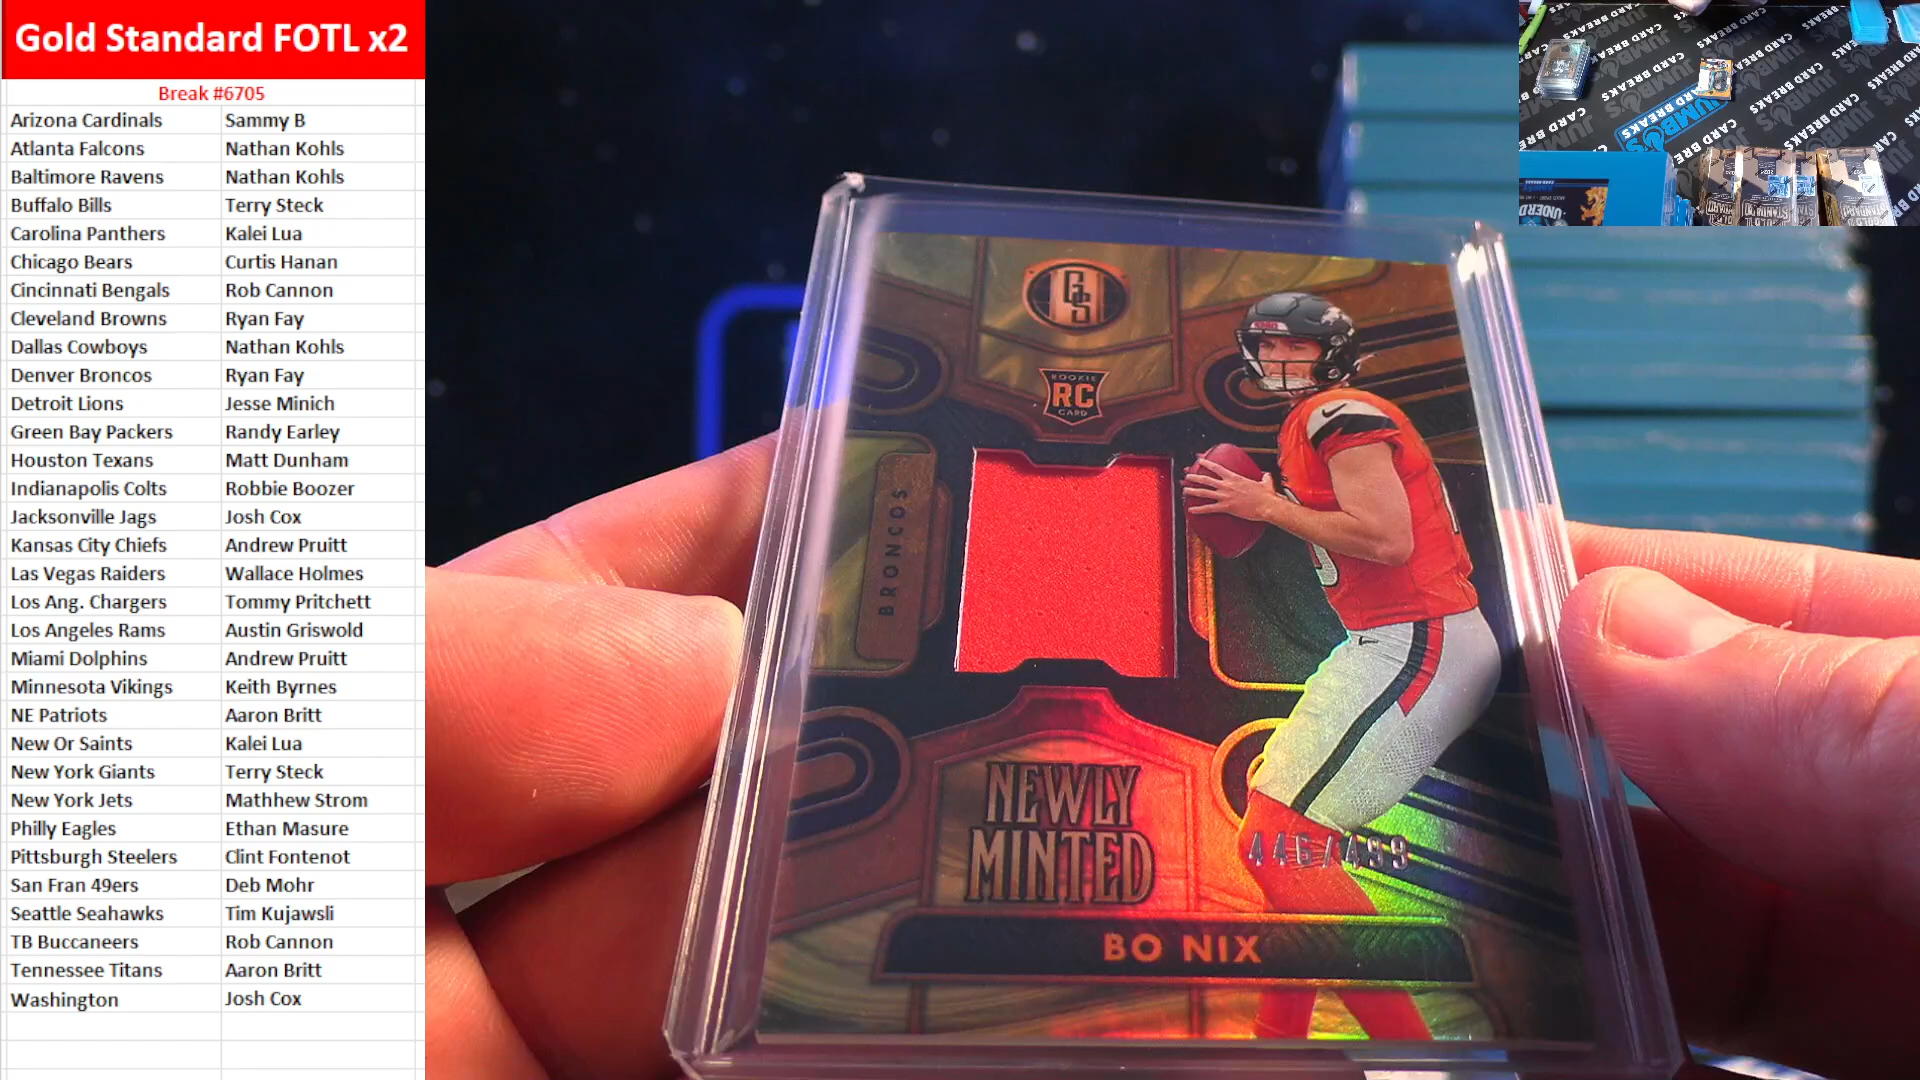 Gold Standard FOTL x2
Break #6705
Arizona Cardinals Sammy B
Atlanta Falcons Nathan Kohls
Baltimore Ravens Nathan Kohls
Buffalo Bills Terry Steck
Carolina Panthers Kalei Lua
Chicago Bears Curtis Hanan
Cincinnati Bengals Rob Cannon
Cleveland Browns Ryan Fay
Dallas Cowboys Nathan Kohls
Denver Broncos Ryan Fay
Detroit Lions Jesse Minich
Green Bay Packers Randy Earley
Houston Texans Matt Dunham
Indianapolis Colts Robbie Boozer
Jacksonville Jags Josh Cox
Kansas City Chiefs Andrew Pruitt
Las Vegas Raiders Wallace Holmes
Los Ang. Chargers Tommy Pritchett
Los Angeles Rams Austin Griswold
Miami Dolphins Andrew Pruitt
Minnesota Vikings Keith Byrnes
NE Patriots Aaron Britt
New Or Saints Kalei Lua
New York Giants Terry Steck
New York Jets Mathhew Strom
Philly Eagles Ethan Masure
Pittsburgh Steelers Clint Fontenot
San Fran 49ers Deb Mohr
Seattle Seahawks Tim Kujawsli
TB Buccaneers Rob Cannon
Tennessee Titans Aaron Britt
Washington Josh Cox
GS
ROOKIE
RC
CARD
BRONCOS
NEWLY
MINTED
446/499
BO NIX
JUMBO'S
CARD BREAKS